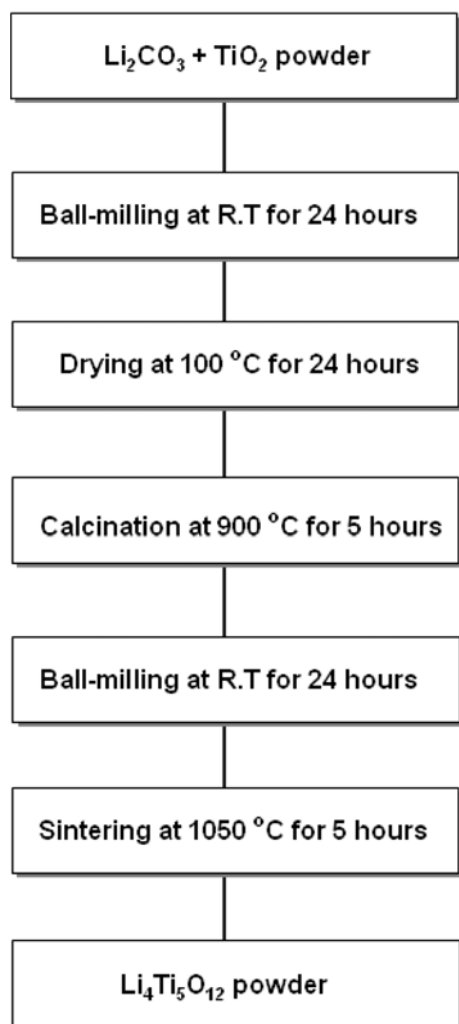 Li₂CO₃ + TiO₂ powder
Ball-milling at R.T for 24 hours
Drying at 100 °C for 24 hours
Calcination at 900 °C for 5 hours
Ball-milling at R.T for 24 hours
Sintering at 1050 °C for 5 hours
Li₄Ti₅O₁₂ powder